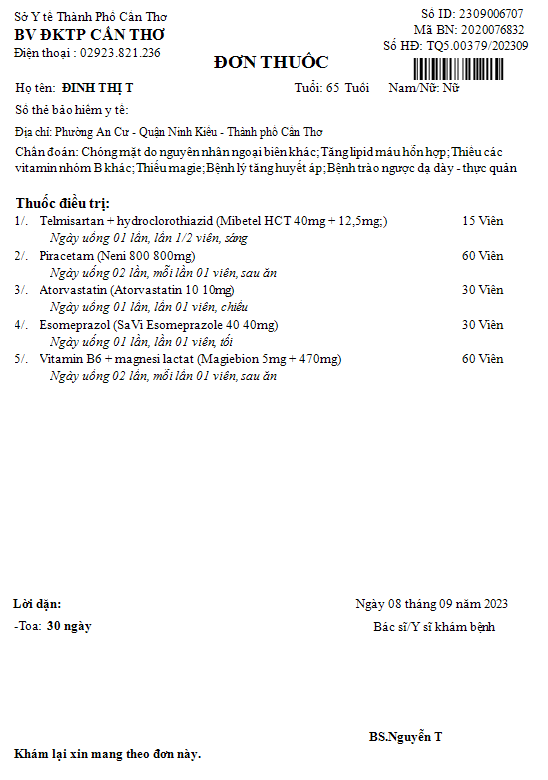 Sở Y tế Thành Phố Cần Thơ
Số ID: 2309006707
BV ĐKTP CẦN THƠ
Mã BN: 2020076832
Điện thoại : 02923.821.236
Số HĐ: TQ5.00379/202309
ĐƠN THUỐC
Họ tên: ĐINH THỊ T Tuổi: 65 Tuổi Nam/Nữ: Nữ
Số thẻ bảo hiểm y tế:
Địa chỉ: Phường An Cư - Quận Ninh Kiều - Thành phố Cần Thơ
Chẩn đoán: Chóng mặt do nguyên nhân ngoại biên khác; Tăng lipid máu hỗn hợp; Thiếu các
vitamin nhóm B khác; Thiếu magie; Bệnh lý tăng huyết áp; Bệnh trào ngược dạ dày - thực quản
Thuốc điều trị:
1/. Telmisartan + hydroclorothiazid (Mibetel HCT 40mg + 12,5mg;) 15 Viên
Ngày uống 01 lần, lần 1/2 viên, sáng
2/. Piracetam (Neni 800 800mg) 60 Viên
Ngày uống 02 lần, mỗi lần 01 viên, sau ăn
3/. Atorvastatin (Atorvastatin 10 10mg) 30 Viên
Ngày uống 01 lần, lần 01 viên, chiều
4/. Esomeprazol (SaVi Esomeprazole 40 40mg) 30 Viên
Ngày uống 01 lần, lần 01 viên, tối
5/. Vitamin B6 + magnesi lactat (Magiebion 5mg + 470mg) 60 Viên
Ngày uống 02 lần, mỗi lần 01 viên, sau ăn
Lời dặn:
Ngày 08 tháng 09 năm 2023
-Toa: 30 ngày
Bác sĩ/Y sĩ khám bệnh
BS.Nguyễn T
Khám lại xin mang theo đơn này.